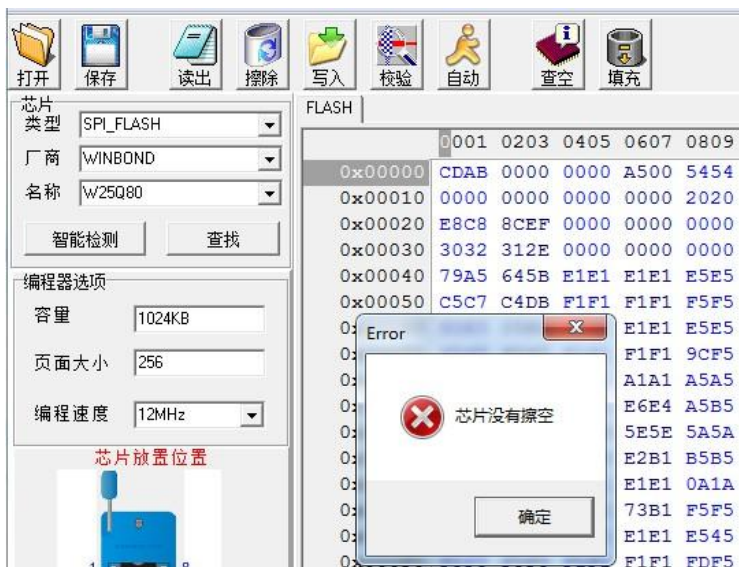 打开 保存 读出 擦除 写入 校验 自动 查空 填充
芯片
类型 SPI_FLASH
厂商 WINBOND
名称 W25Q80
智能检测 查找
编程器选项
容量 1024KB
页面大小 256
编程速度 12MHz
芯片放置位置
FLASH
0001 0203 0405 0607 0809
0x00000 CDAB 0000 0000 A500 5454
0x00010 0000 0000 0000 0000 2020
0x00020 E8C8 8CEF 0000 0000 0000
0x00030 3032 312E 0000 0000 0000
0x00040 79A5 645B E1E1 E1E1 E5E5
0x00050 C5C7 C4DB F1F1 F1F1 F5F5
E1E1 E5E5
F1F1 9CF5
A1A1 A5A5
E6E4 A5B5
5E5E 5A5A
E2B1 B5B5
E1E1 0A1A
73B1 F5F5
E1E1 E545
F1F1 FDF5
Error
芯片没有擦空
确定